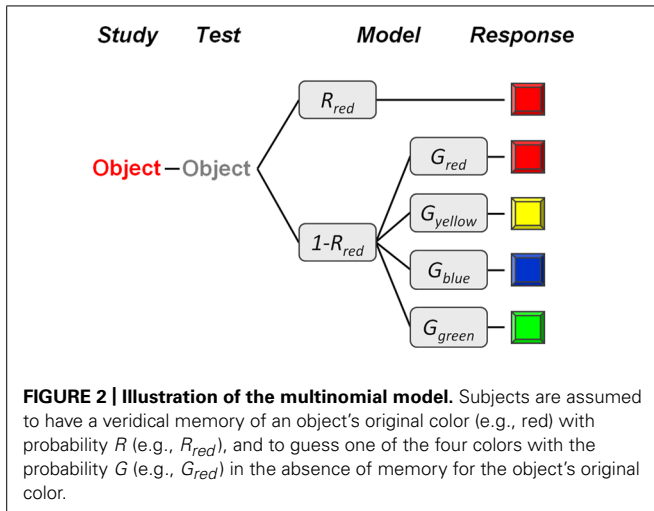 Study Test Model Response
R_red
G_red
Object – Object
G_yellow
1-R_red
G_blue
G_green
FIGURE 2 | Illustration of the multinomial model. Subjects are assumed
to have a veridical memory of an object's original color (e.g., red) with
probability R (e.g., R_red), and to guess one of the four colors with the
probability G (e.g., G_red) in the absence of memory for the object's original
color.